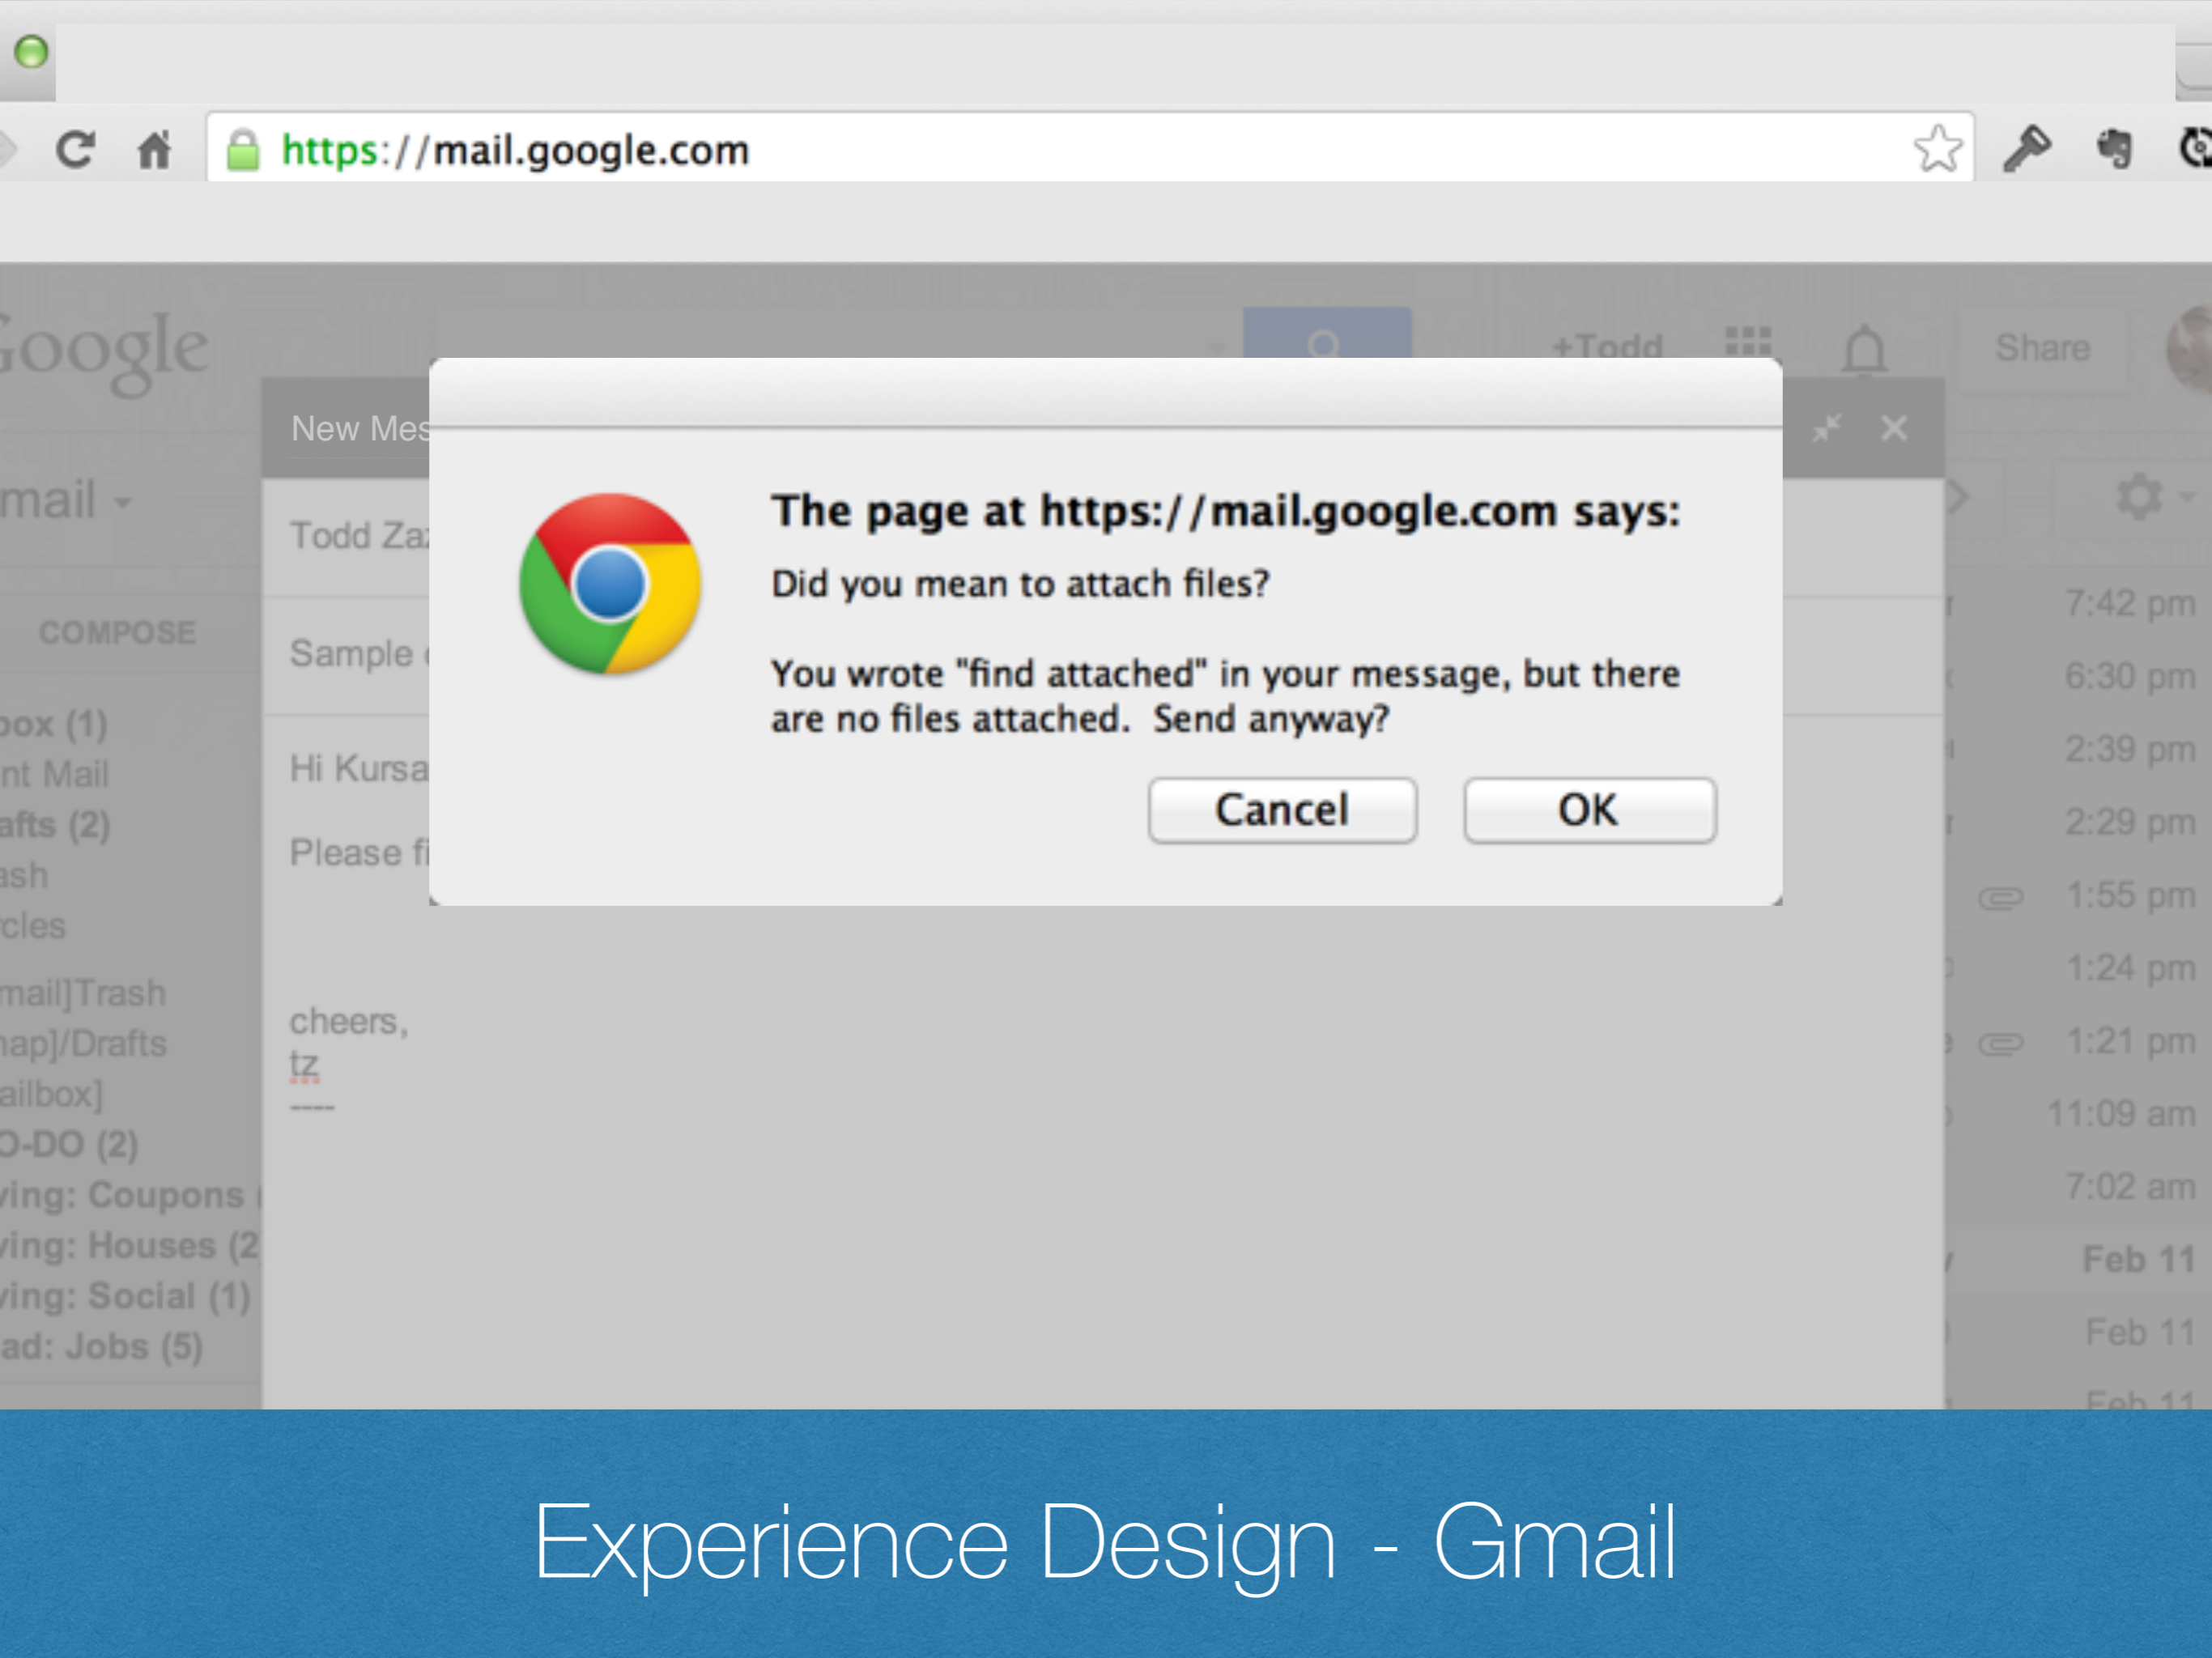 https://mail.google.com
Google
+Todd
Share
New Mes
mail
Todd Zaz
COMPOSE
Sample
Hi Kursa
Please fi
cheers,
tz
----
The page at https://mail.google.com says:
Did you mean to attach files?
You wrote "find attached" in your message, but there
are no files attached.  Send anyway?
Cancel
OK
box (1)
nt Mail
afts (2)
ash
rcles
mail]Trash
nap]/Drafts
ailbox]
O-DO (2)
ving: Coupons
ving: Houses (2
ving: Social (1)
ad: Jobs (5)
7:42 pm
6:30 pm
2:39 pm
2:29 pm
1:55 pm
1:24 pm
1:21 pm
11:09 am
7:02 am
Feb 11
Feb 11
Feb 11
Experience Design - Gmail